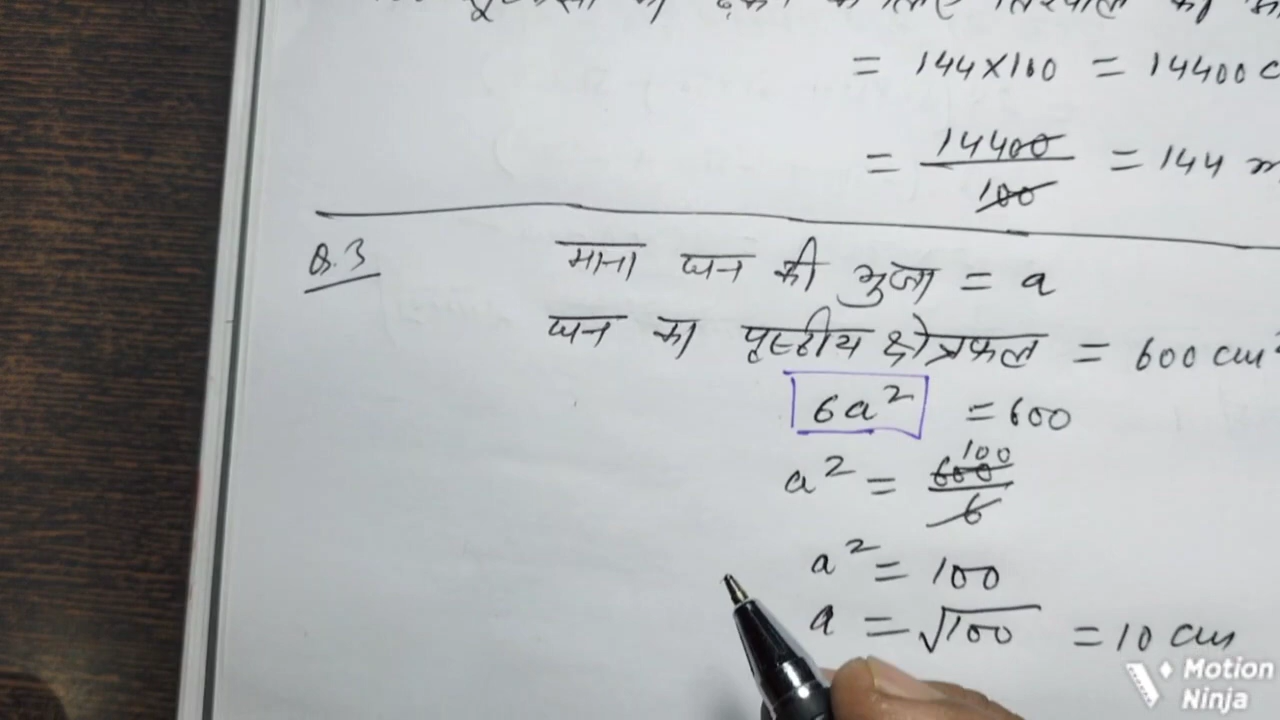 = 144×100 = 14400 c
= 14400/100 = 144 m
Q.3 माना घन की भुजा = a
घन का पृष्ठीय क्षेत्रफल = 600 cm²
6a² = 600
100
a² = 600/6
a² = 100
a = √100 = 10 cm
Motion
Ninja